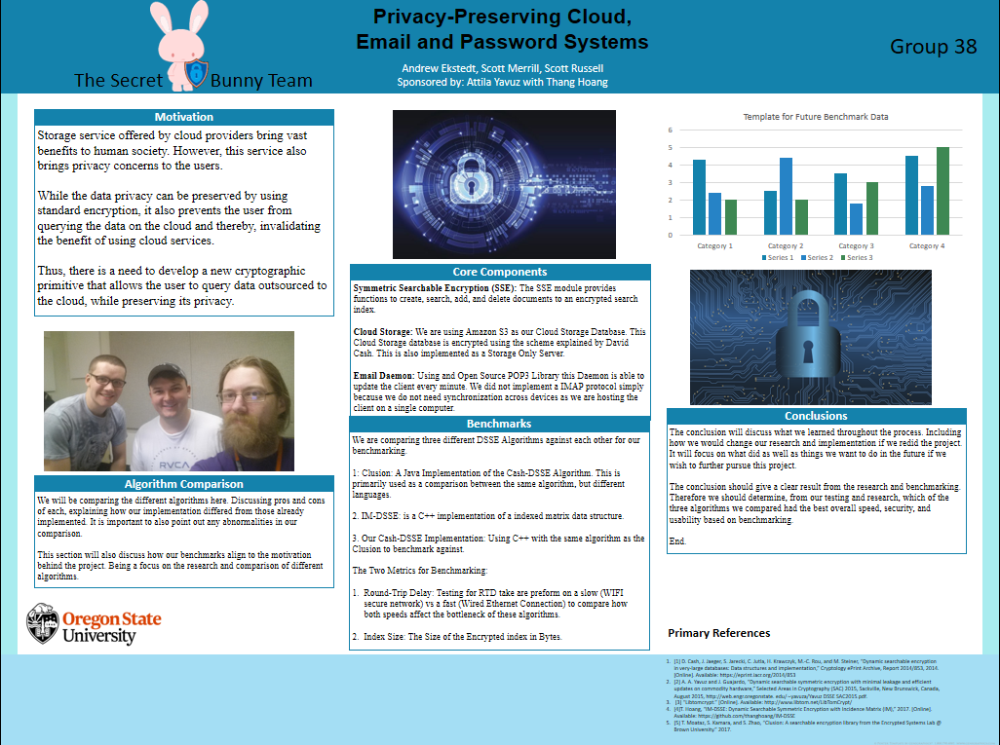 Privacy-Preserving Cloud,
Email and Password Systems
Andrew Ekstedt, Scott Merrill, Scott Russell
Sponsored by: Attila Yavuz with Thang Hoang
The Secret Bunny Team
Group 38
Motivation
Storage service offered by cloud providers bring vast
benefits to human society. However, this service also
brings privacy concerns to the users.
While the data privacy can be preserved by using
standard encryption, it also prevents the user from
querying the data on the cloud and thereby, invalidating
the benefit of using cloud services.
Thus, there is a need to develop a new cryptographic
primitive that allows the user to query data outsourced to
the cloud, while preserving its privacy.
RVCA
Algorithm Comparison
We will be comparing the different algorithms here. Discussing pros and cons
of each, explaining how our implementation differed from those already
implemented. It is important to also point out any abnormalities in our
comparison.
This section will also discuss how our benchmarks align to the motivation
behind the project. Being a focus on the research and comparison of different
algorithms.
Oregon State
University
Core Components
Symmetric Searchable Encryption (SSE): The SSE module provides
functions to create, search, add, and delete documents to an encrypted search
index.
Cloud Storage: We are using Amazon S3 as our Cloud Storage Database. This
Cloud Storage database is encrypted using the scheme explained by David
Cash. This is also implemented as a Storage Only Server.
Email Daemon: Using and Open Source POP3 Library this Daemon is able to
update the client every minute. We did not implement a IMAP protocol simply
because we do not need synchronization across devices as we are hosting the
client on a single computer.
Benchmarks
We are comparing three different DSSE Algorithms against each other for our
benchmarking.
1: Clusion: A Java Implementation of the Cash-DSSE Algorithm. This is
primarily used as a comparison between the same algorithm, but different
languages.
2. IM-DSSE: is a C++ implementation of a indexed matrix data structure.
3. Our Cash-DSSE Implementation: Using C++ with the same algorithm as the
Clusion to benchmark against.
The Two Metrics for Benchmarking:
1. Round-Trip Delay: Testing for RTD take are preform on a slow (WIFI
secure network) vs a fast (Wired Ethernet Connection) to compare how
both speeds affect the bottleneck of these algorithms.
2. Index Size: The Size of the Encrypted index in Bytes.
Template for Future Benchmark Data
6
5
4
3
2
1
0
Category 1 Category 2 Category 3 Category 4
Series 1 Series 2 Series 3
Conclusions
The conclusion will discuss what we learned throughout the process. Including
how we would change our research and implementation if we redid the project.
It will focus on what did as well as things we want to do in the future if we
wish to further pursue this project.
The conclusion should give a clear result from the research and benchmarking.
Therefore we should determine, from our testing and research, which of the
three algorithms we compared had the best overall speed, security, and
usability based on benchmarking.
End.
Primary References
1. [1] D. Cash, J. Jaeger, S. Jarecki, C. Jutla, H. Krawczyk, M.-C. Rou, and M. Steiner, "Dynamic searchable encryption
in very-large databases: Data structures and implementation," Cryptology ePrint Archive, Report 2014/853, 2014.
[Online]. Available: https://eprint.iacr.org/2014/853
2. [2] A. A. Yavuz and J. Guajardo, "Dynamic searchable symmetric encryption with minimal leakage and efficient
updates on commodity hardware," Selected Areas in Cryptography (SAC) 2015, Sackville, New Brunswick, Canada,
August 2015, http://web.engr.oregonstate. edu/ ~yavuza/Yavuz DSSE SAC2015.pdf.
3. [3] "Libtomcrypt." [Online]. Available: http://www.libtom.net/LibTomCrypt/
4. [4]T. Hoang, "IM-DSSE: Dynamic Searchable Symmetric Encryption with Incidence Matrix (IM)," 2017. [Online].
Available: https://github.com/thanghoang/IM-DSSE
5. [5] T. Moataz, S. Kamara, and S. Zhao, "Clusion: A searchable encryption library from the Encrypted Systems Lab @
Brown University." 2017.